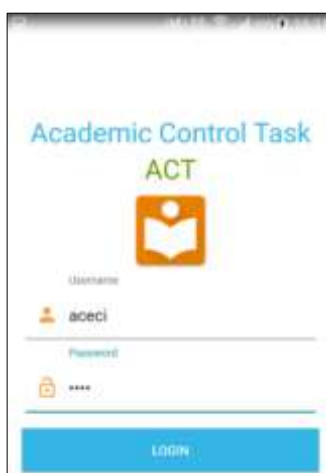 Academic Control Task
ACT
Username
aceci
Password
••••
LOGIN